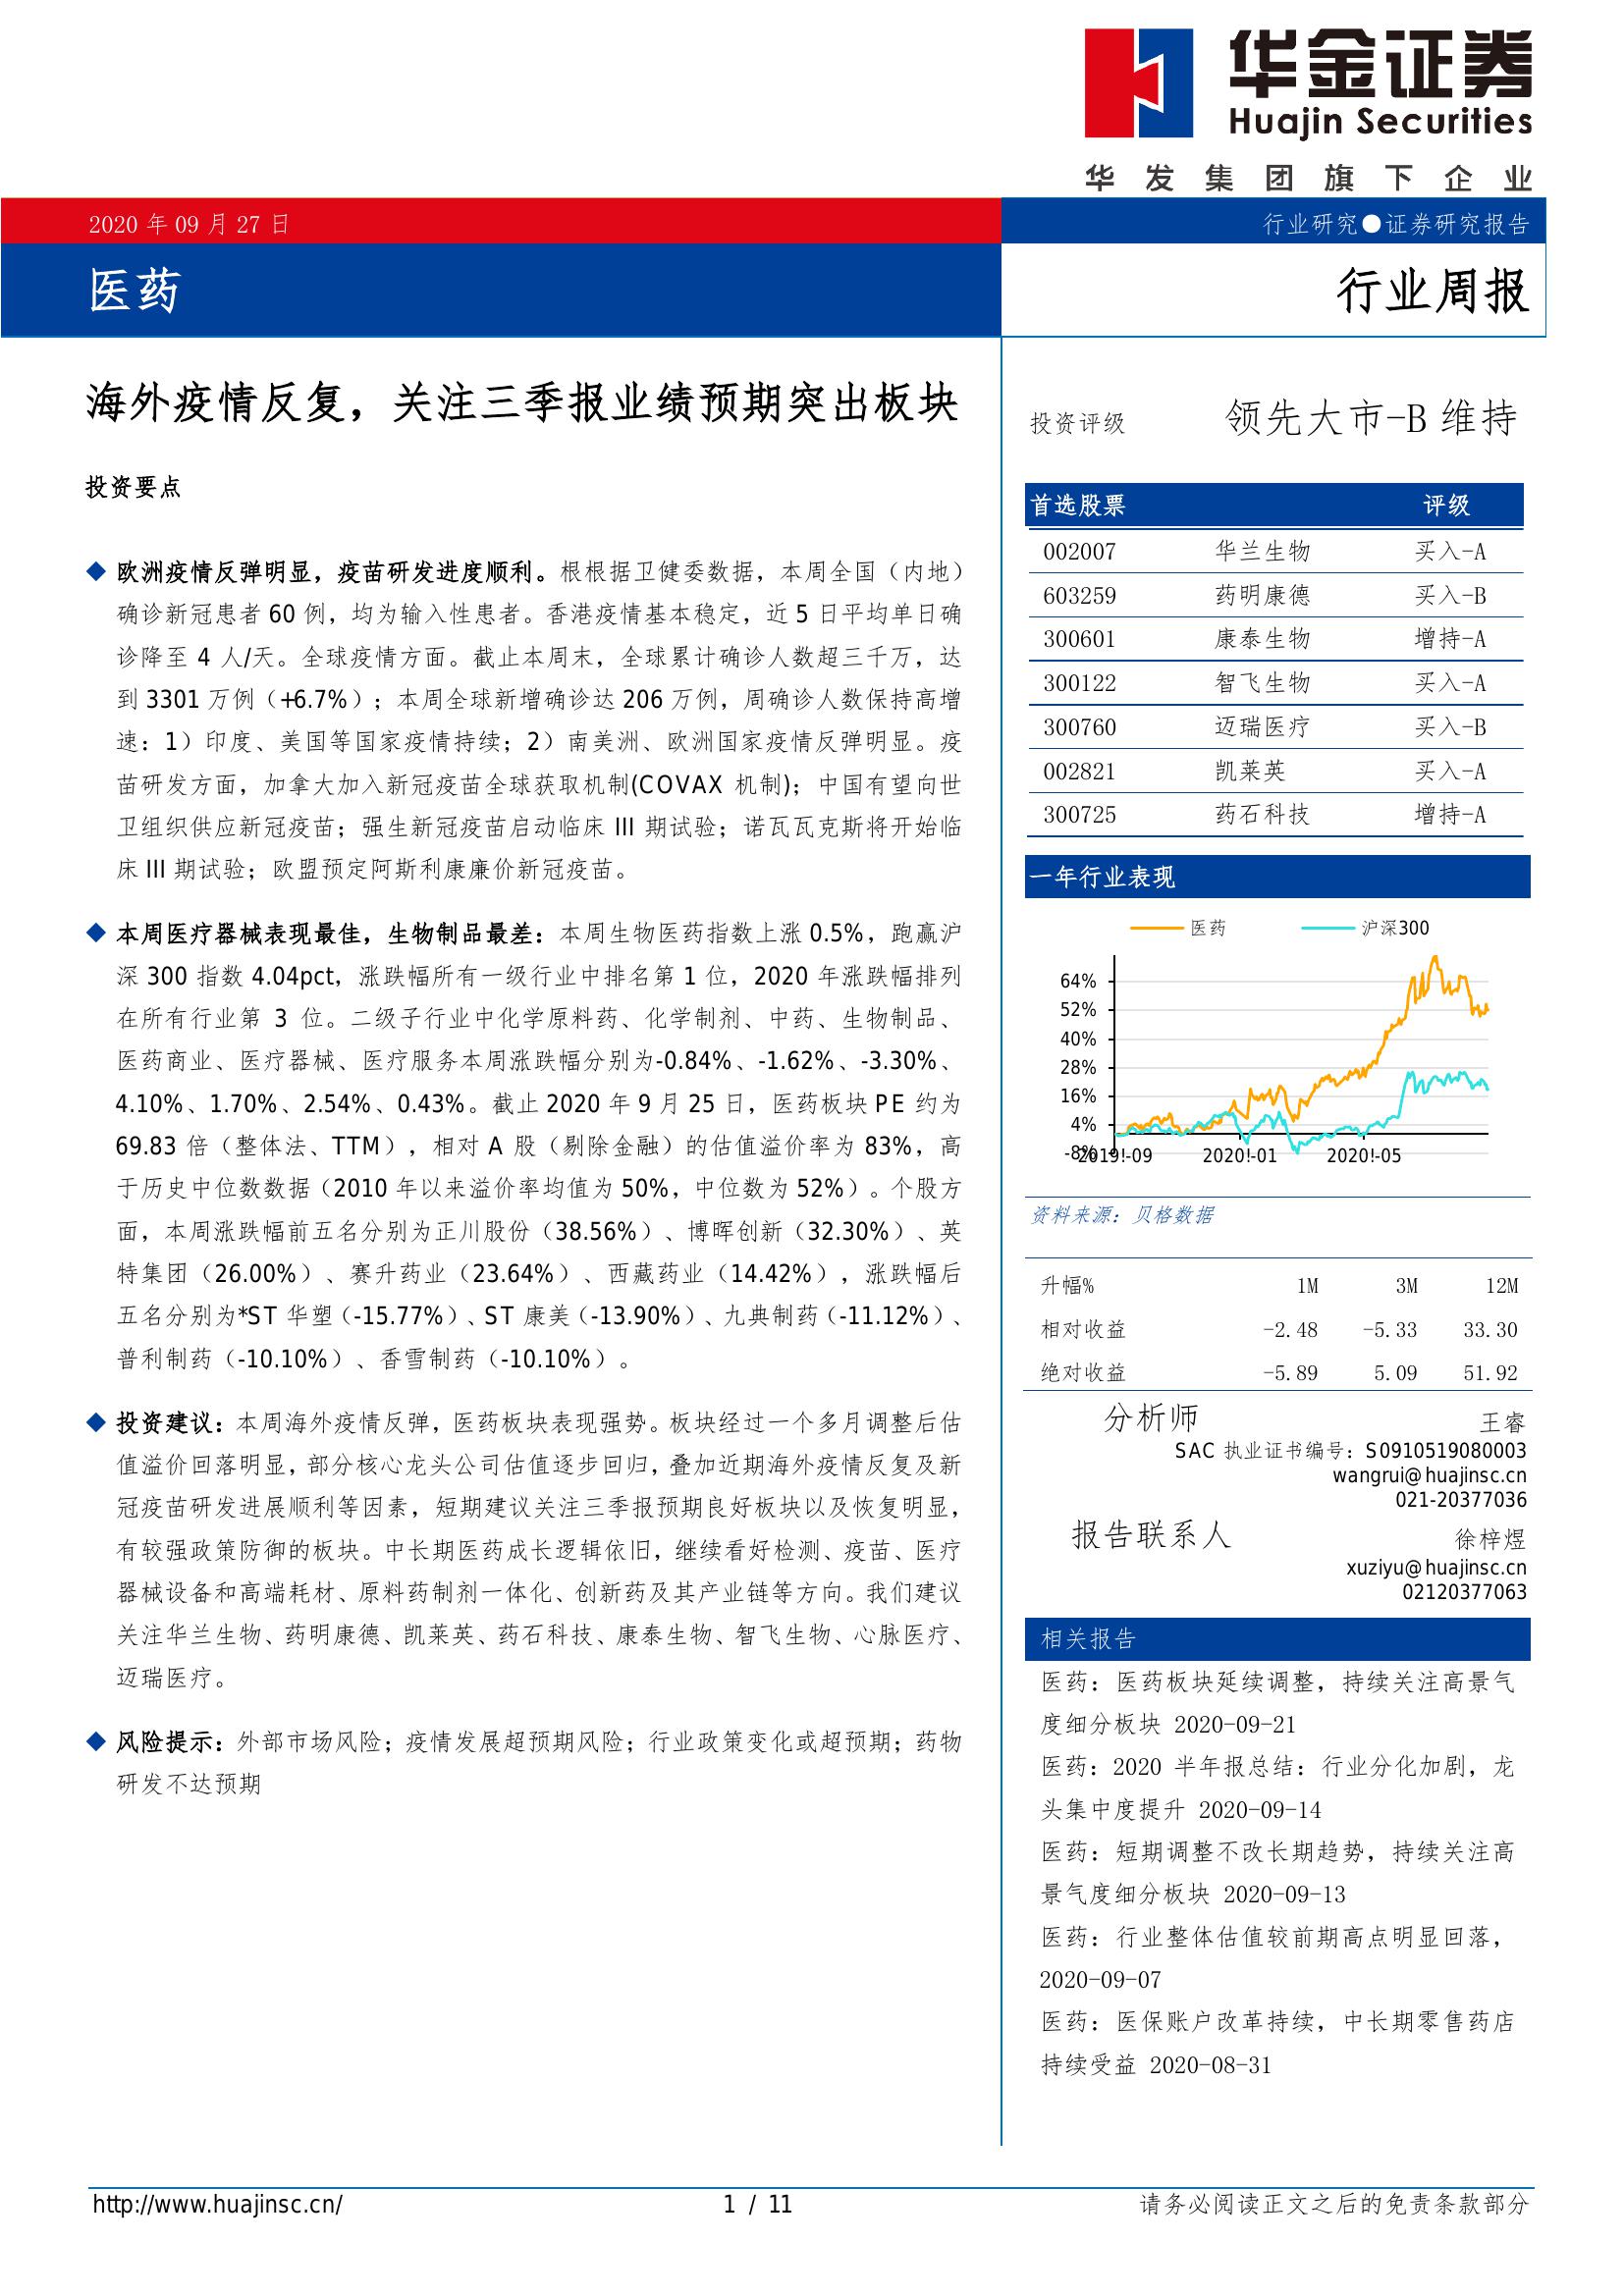 华金证券
Huajin Securities
华发集团旗下企业
2020 年 09 月 27 日
行业研究●证券研究报告
医药
行业周报
海外疫情反复，关注三季报业绩预期突出板块
投资要点
◆ 欧洲疫情反弹明显，疫苗研发进度顺利。根根据卫健委数据，本周全国（内地）
确诊新冠患者 60 例，均为输入性患者。香港疫情基本稳定，近 5 日平均单日确
诊降至 4 人/天。全球疫情方面。截止本周末，全球累计确诊人数超三千万，达
到 3301 万例（+6.7%）；本周全球新增确诊达 206 万例，周确诊人数保持高增
速：1）印度、美国等国家疫情持续；2）南美洲、欧洲国家疫情反弹明显。疫
苗研发方面，加拿大加入新冠疫苗全球获取机制(COVAX 机制)；中国有望向世
卫组织供应新冠疫苗；强生新冠疫苗启动临床 III 期试验；诺瓦瓦克斯将开始临
床 III 期试验；欧盟预定阿斯利康廉价新冠疫苗。
◆ 本周医疗器械表现最佳，生物制品最差：本周生物医药指数上涨 0.5%，跑赢沪
深 300 指数 4.04pct，涨跌幅所有一级行业中排名第 1 位，2020 年涨跌幅排列
在所有行业第 3 位。二级子行业中化学原料药、化学制剂、中药、生物制品、
医药商业、医疗器械、医疗服务本周涨跌幅分别为-0.84%、-1.62%、-3.30%、
4.10%、1.70%、2.54%、0.43%。截止 2020 年 9 月 25 日，医药板块 PE 约为
69.83 倍（整体法、TTM），相对 A 股（剔除金融）的估值溢价率为 83%，高
于历史中位数数据（2010 年以来溢价率均值为 50%，中位数为 52%）。个股方
面，本周涨跌幅前五名分别为正川股份（38.56%）、博晖创新（32.30%）、英
特集团（26.00%）、赛升药业（23.64%）、西藏药业（14.42%），涨跌幅后
五名分别为*ST 华塑（-15.77%）、ST 康美（-13.90%）、九典制药（-11.12%）、
普利制药（-10.10%）、香雪制药（-10.10%）。
◆ 投资建议：本周海外疫情反弹，医药板块表现强势。板块经过一个多月调整后估
值溢价回落明显，部分核心龙头公司估值逐步回归，叠加近期海外疫情反复及新
冠疫苗研发进展顺利等因素，短期建议关注三季报预期良好板块以及恢复明显，
有较强政策防御的板块。中长期医药成长逻辑依旧，继续看好检测、疫苗、医疗
器械设备和高端耗材、原料药制剂一体化、创新药及其产业链等方向。我们建议
关注华兰生物、药明康德、凯莱英、药石科技、康泰生物、智飞生物、心脉医疗、
迈瑞医疗。
◆ 风险提示：外部市场风险；疫情发展超预期风险；行业政策变化或超预期；药物
研发不达预期
投资评级 领先大市-B 维持
首选股票 评级
002007 华兰生物 买入-A
603259 药明康德 买入-B
300601 康泰生物 增持-A
300122 智飞生物 买入-A
300760 迈瑞医疗 买入-B
002821 凯莱英 买入-A
300725 药石科技 增持-A
一年行业表现
医药 沪深300
64%
52%
40%
28%
16%
4%
-8%
2019!-09 2020!-01 2020!-05
资料来源：贝格数据
升幅% 1M 3M 12M
相对收益 -2.48 -5.33 33.30
绝对收益 -5.89 5.09 51.92
分析师 王睿
SAC 执业证书编号：S0910519080003
wangrui@huajinsc.cn
021-20377036
报告联系人 徐梓煜
xuziyu@huajinsc.cn
02120377063
相关报告
医药：医药板块延续调整，持续关注高景气
度细分板块 2020-09-21
医药：2020 半年报总结：行业分化加剧，龙
头集中度提升 2020-09-14
医药：短期调整不改长期趋势，持续关注高
景气度细分板块 2020-09-13
医药：行业整体估值较前期高点明显回落，
2020-09-07
医药：医保账户改革持续，中长期零售药店
持续受益 2020-08-31
http://www.huajinsc.cn/ 1 / 11 请务必阅读正文之后的免责条款部分